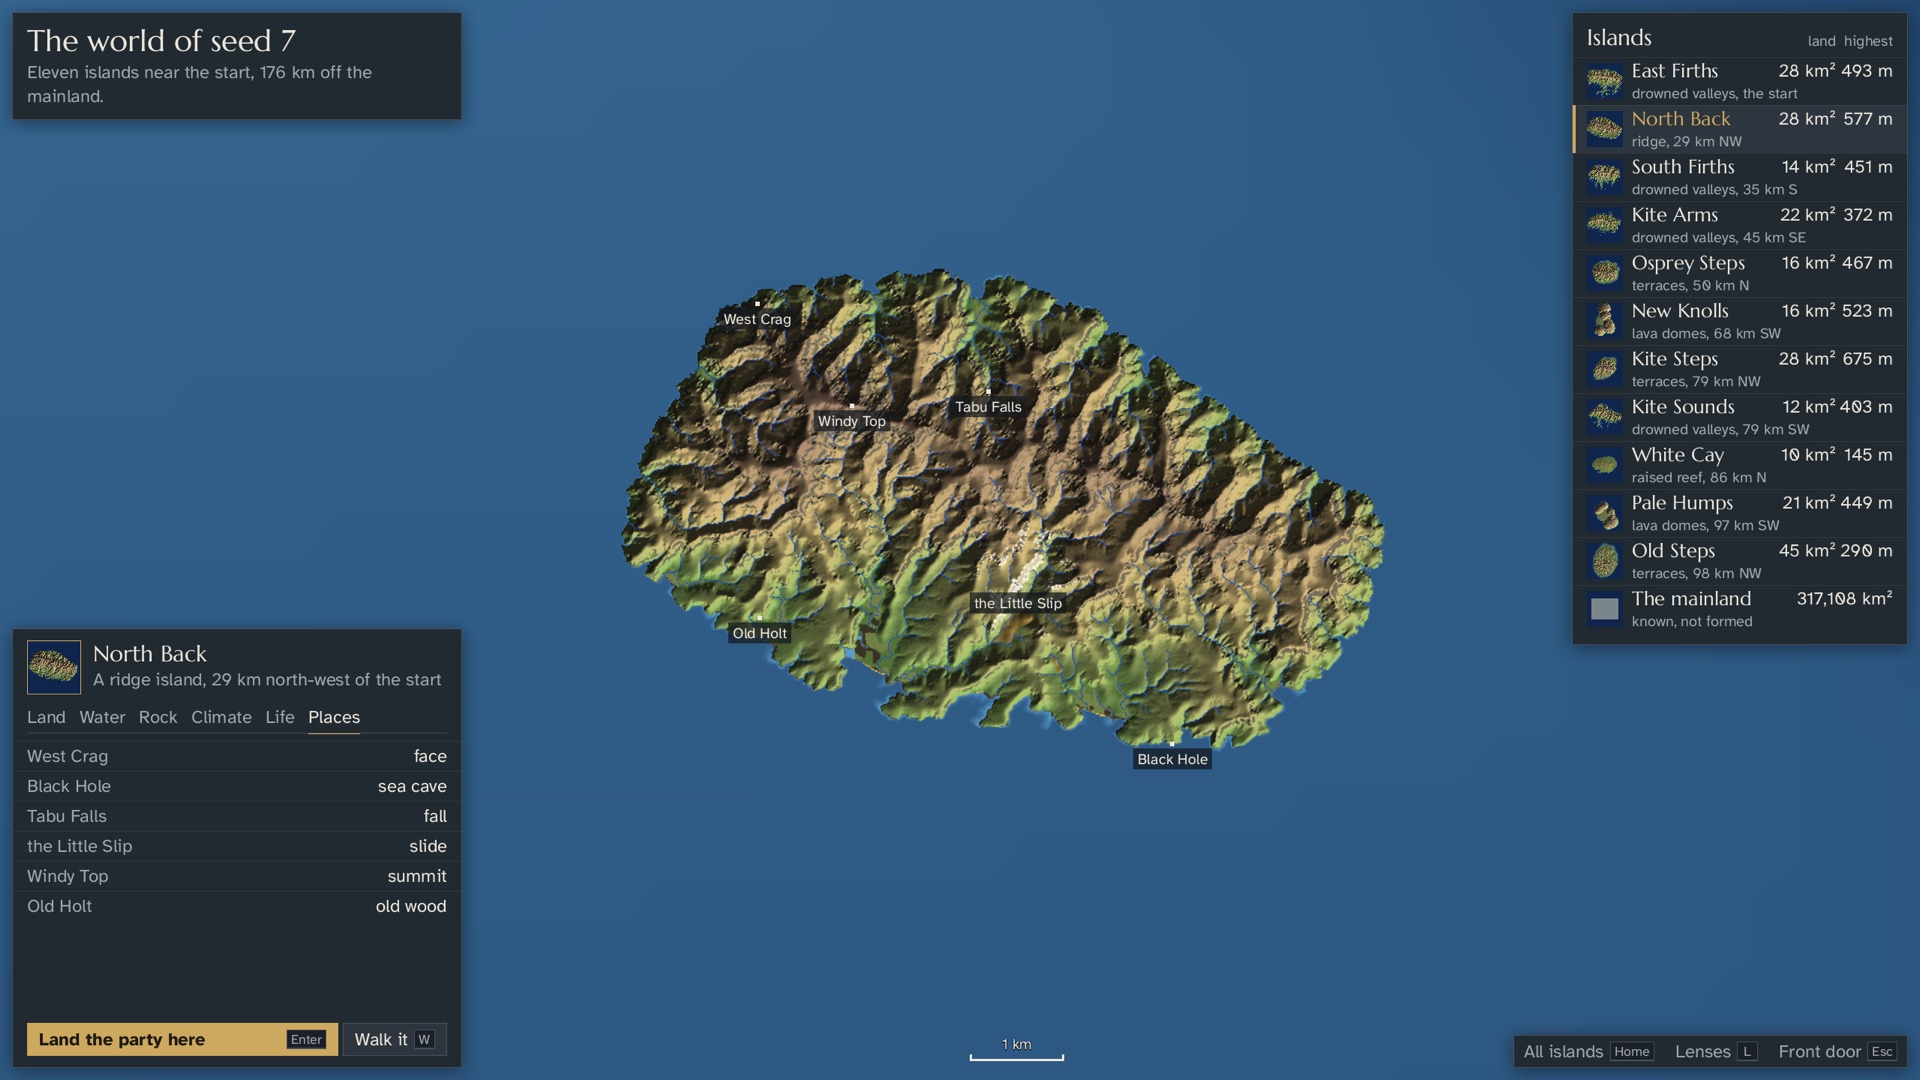 The world of seed 7
Eleven islands near the start, 176 km off the
mainland.
Islands
land highest
East Firths 28 km² 493 m
drowned valleys, the start
North Back 28 km² 577 m
ridge, 29 km NW
South Firths 14 km² 451 m
drowned valleys, 35 km S
Kite Arms 22 km² 372 m
drowned valleys, 45 km SE
Osprey Steps 16 km² 467 m
terraces, 50 km N
New Knolls 16 km² 523 m
lava domes, 68 km SW
Kite Steps 28 km² 675 m
terraces, 79 km NW
Kite Sounds 12 km² 403 m
drowned valleys, 79 km SW
White Cay 10 km² 145 m
raised reef, 86 km N
Pale Humps 21 km² 449 m
lava domes, 97 km SW
Old Steps 45 km² 290 m
terraces, 98 km NW
The mainland 317,108 km²
known, not formed
West Crag
Windy Top
Tabu Falls
the Little Slip
Old Holt
Black Hole
North Back
A ridge island, 29 km north-west of the start
Land Water Rock Climate Life Places
West Crag face
Black Hole sea cave
Tabu Falls fall
the Little Slip slide
Windy Top summit
Old Holt old wood
Land the party here Enter
Walk it W
1 km
All islands Home Lenses L Front door Esc